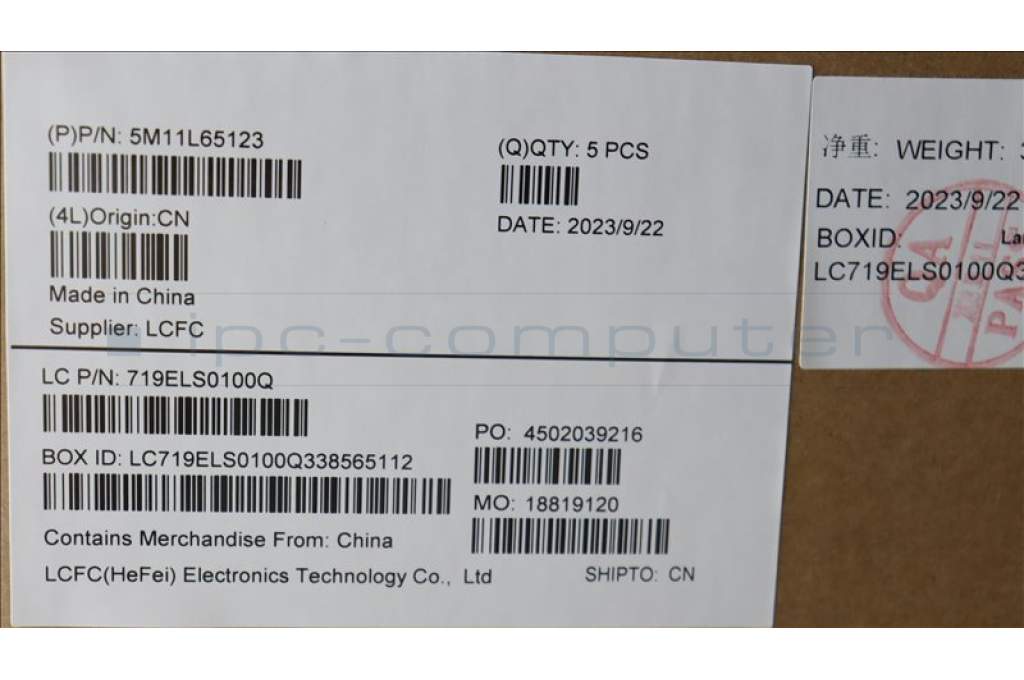 (P)P/N: 5M11L65123
(Q)QTY: 5 PCS
(4L)Origin:CN
DATE: 2023/9/22
Made in China
Supplier: LCFC
LC P/N: 719ELS0100Q
PO: 4502039216
BOX ID: LC719ELS0100Q338565112
MO: 18819120
Contains Merchandise From: China
LCFC(HeFei) Electronics Technology Co., Ltd
SHIPTO: CN
净重: WEIGHT:
DATE: 2023/9/22
BOXID:
LC719ELS0100Q3
QA
ipc-computer